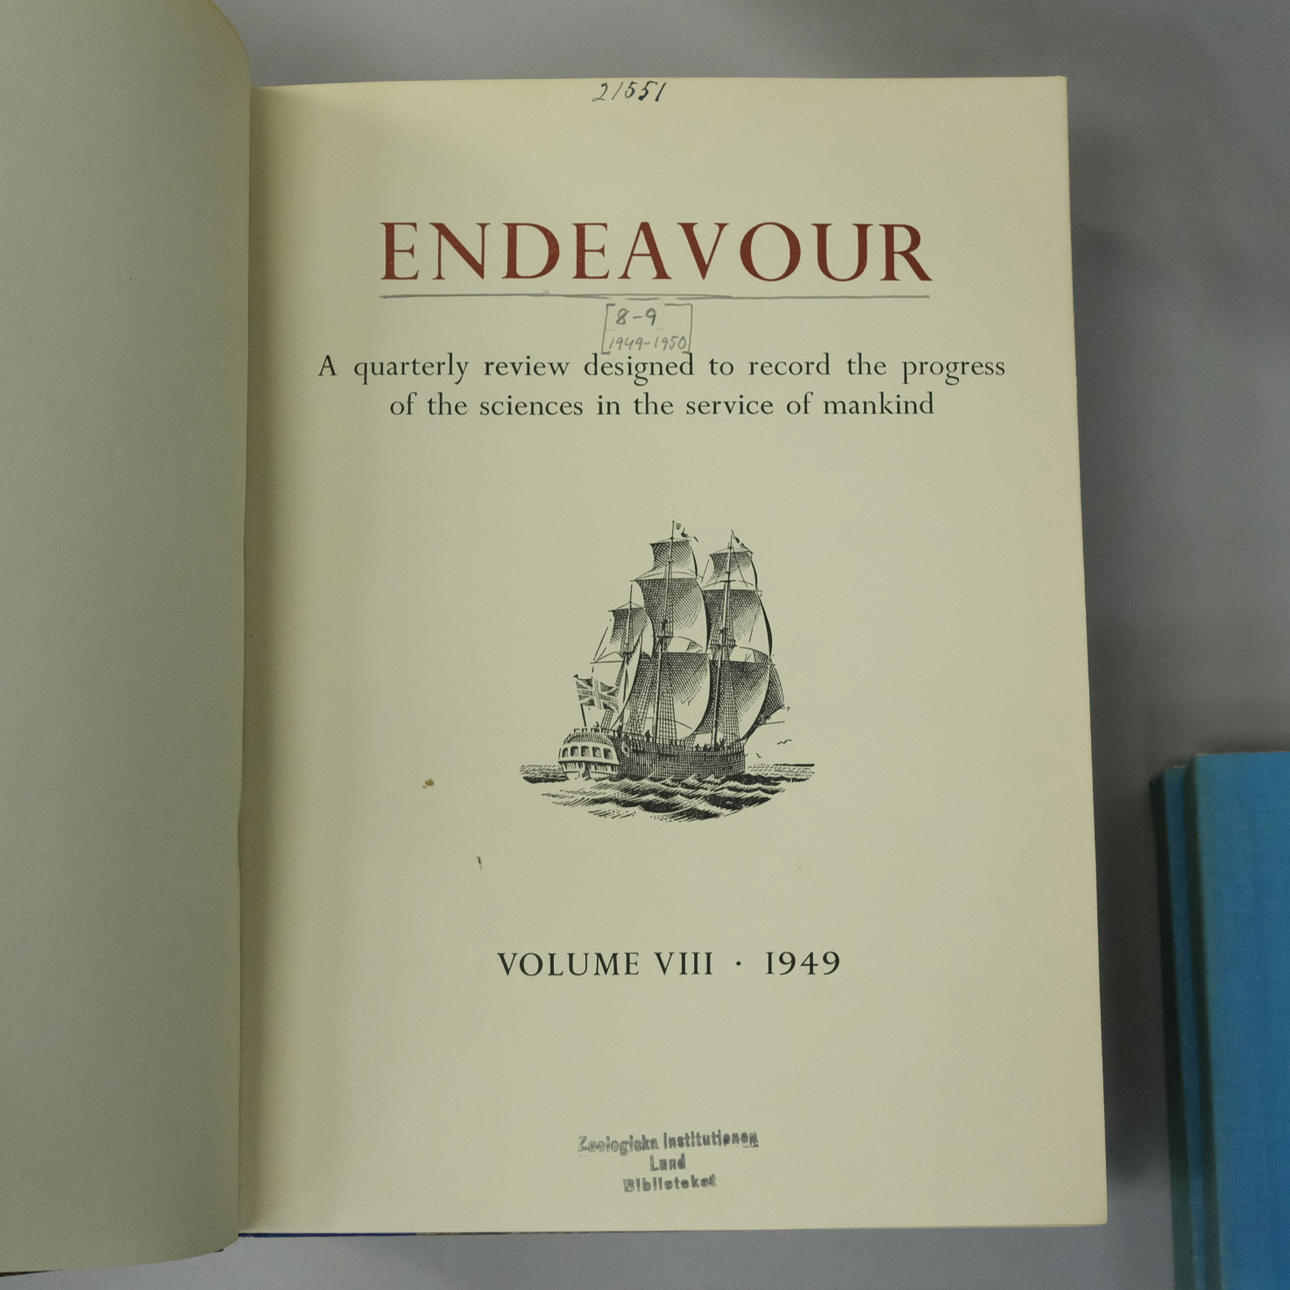 21551
ENDEAVOUR
[8-9
1949-1950]
A quarterly review designed to record the progress
of the sciences in the service of mankind
VOLUME VIII · 1949
Zoologiska Institutionen
Lund
Biblioteket